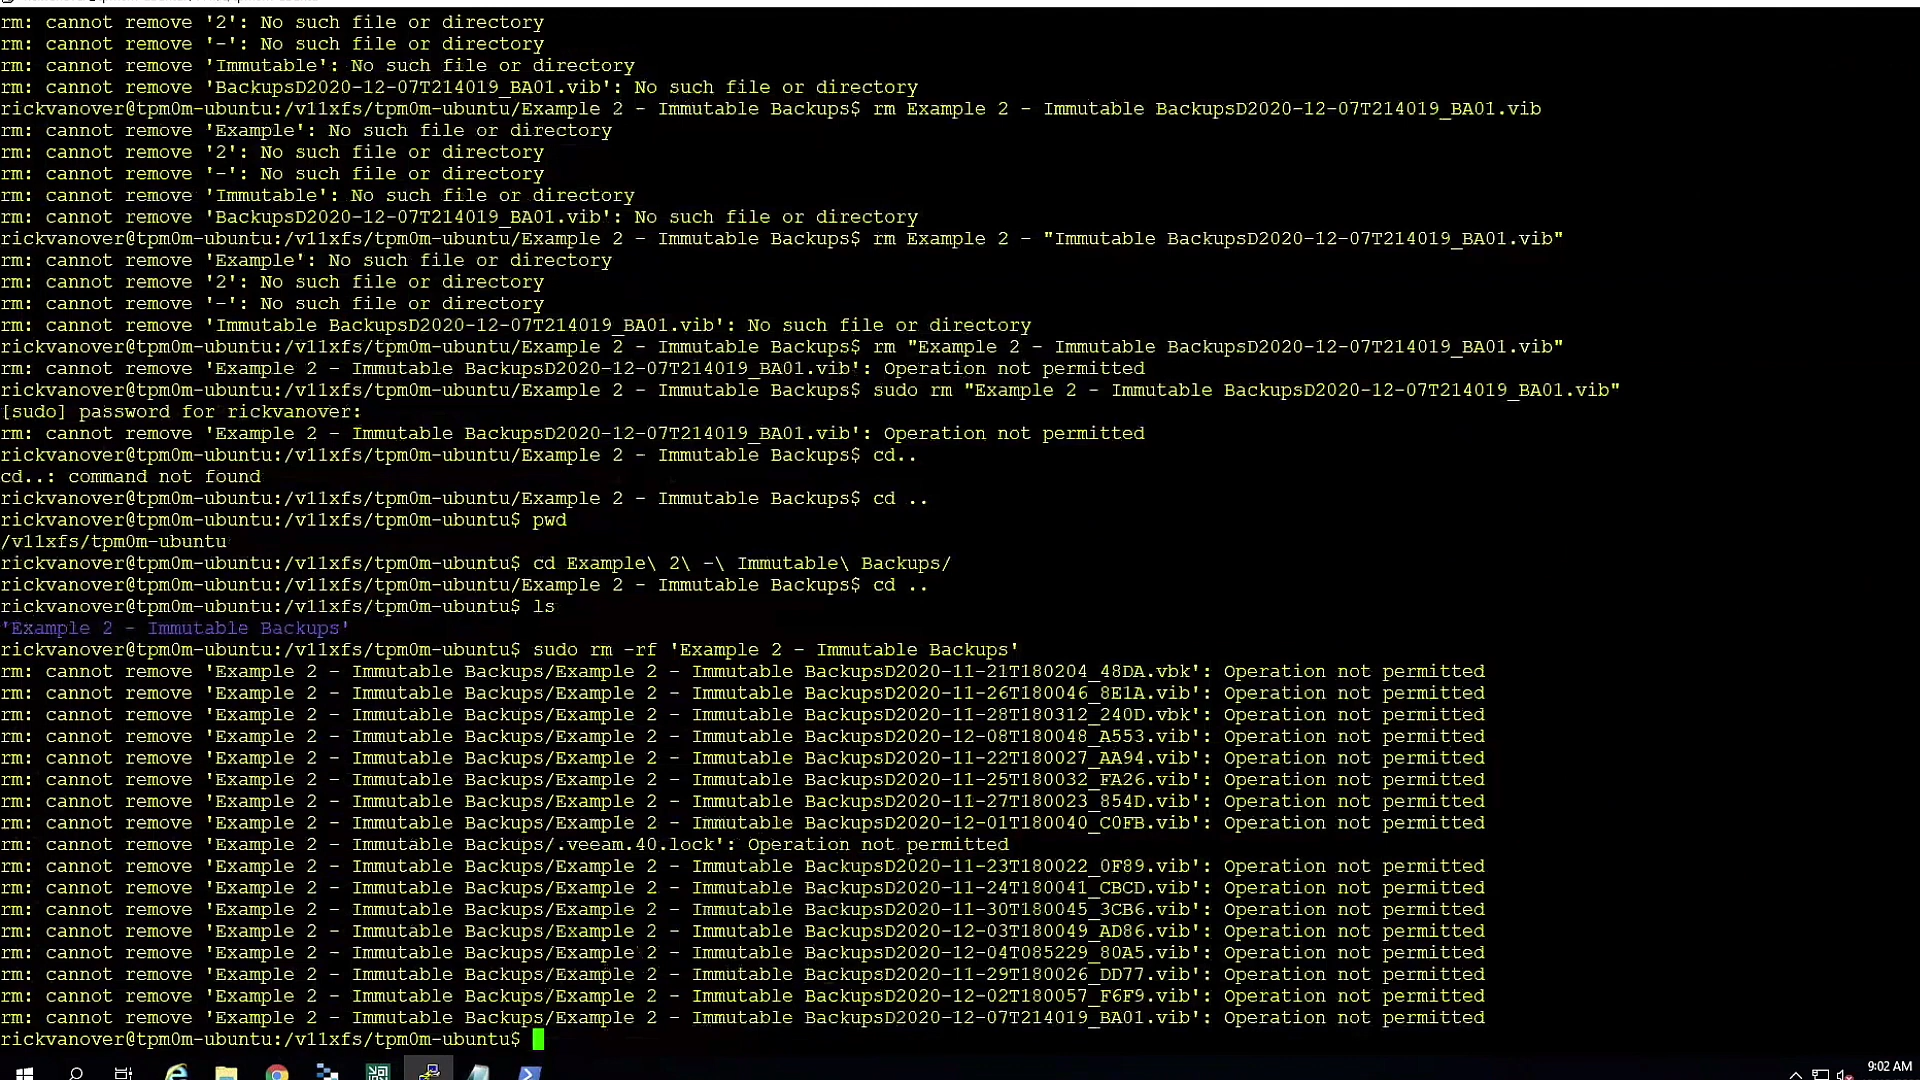 rm: cannot remove '2': No such file or directory
rm: cannot remove '-': No such file or directory
rm: cannot remove 'Immutable': No such file or directory
rm: cannot remove 'BackupsD2020-12-07T214019_BA01.vib': No such file or directory
rickvanover@tpm0m-ubuntu:/v11xfs/tpm0m-ubuntu/Example 2 - Immutable Backups$ rm Example 2 - Immutable BackupsD2020-12-07T214019_BA01.vib
rm: cannot remove 'Example': No such file or directory
rm: cannot remove '2': No such file or directory
rm: cannot remove '-': No such file or directory
rm: cannot remove 'Immutable': No such file or directory
rm: cannot remove 'BackupsD2020-12-07T214019_BA01.vib': No such file or directory
rickvanover@tpm0m-ubuntu:/v11xfs/tpm0m-ubuntu/Example 2 - Immutable Backups$ rm Example 2 - "Immutable BackupsD2020-12-07T214019_BA01.vib"
rm: cannot remove 'Example': No such file or directory
rm: cannot remove '2': No such file or directory
rm: cannot remove '-': No such file or directory
rm: cannot remove 'Immutable BackupsD2020-12-07T214019_BA01.vib': No such file or directory
rickvanover@tpm0m-ubuntu:/v11xfs/tpm0m-ubuntu/Example 2 - Immutable Backups$ rm "Example 2 - Immutable BackupsD2020-12-07T214019_BA01.vib"
rm: cannot remove 'Example 2 - Immutable BackupsD2020-12-07T214019_BA01.vib': Operation not permitted
rickvanover@tpm0m-ubuntu:/v11xfs/tpm0m-ubuntu/Example 2 - Immutable Backups$ sudo rm "Example 2 - Immutable BackupsD2020-12-07T214019_BA01.vib"
[sudo] password for rickvanover:
rm: cannot remove 'Example 2 - Immutable BackupsD2020-12-07T214019_BA01.vib': Operation not permitted
rickvanover@tpm0m-ubuntu:/v11xfs/tpm0m-ubuntu/Example 2 - Immutable Backups$ cd..
cd..: command not found
rickvanover@tpm0m-ubuntu:/v11xfs/tpm0m-ubuntu/Example 2 - Immutable Backups$ cd ..
rickvanover@tpm0m-ubuntu:/v11xfs/tpm0m-ubuntu$ pwd
/v11xfs/tpm0m-ubuntu
rickvanover@tpm0m-ubuntu:/v11xfs/tpm0m-ubuntu$ cd Example\ 2\ -\ Immutable\ Backups/
rickvanover@tpm0m-ubuntu:/v11xfs/tpm0m-ubuntu/Example 2 - Immutable Backups$ cd ..
rickvanover@tpm0m-ubuntu:/v11xfs/tpm0m-ubuntu$ ls
'Example 2 - Immutable Backups'
rickvanover@tpm0m-ubuntu:/v11xfs/tpm0m-ubuntu$ sudo rm -rf 'Example 2 - Immutable Backups'
rm: cannot remove 'Example 2 - Immutable Backups/Example 2 - Immutable BackupsD2020-11-21T180204_48DA.vbk': Operation not permitted
rm: cannot remove 'Example 2 - Immutable Backups/Example 2 - Immutable BackupsD2020-11-26T180046_8E1A.vib': Operation not permitted
rm: cannot remove 'Example 2 - Immutable Backups/Example 2 - Immutable BackupsD2020-11-28T180312_240D.vbk': Operation not permitted
rm: cannot remove 'Example 2 - Immutable Backups/Example 2 - Immutable BackupsD2020-12-08T180048_A553.vib': Operation not permitted
rm: cannot remove 'Example 2 - Immutable Backups/Example 2 - Immutable BackupsD2020-11-22T180027_AA94.vib': Operation not permitted
rm: cannot remove 'Example 2 - Immutable Backups/Example 2 - Immutable BackupsD2020-11-25T180032_FA26.vib': Operation not permitted
rm: cannot remove 'Example 2 - Immutable Backups/Example 2 - Immutable BackupsD2020-11-27T180023_854D.vib': Operation not permitted
rm: cannot remove 'Example 2 - Immutable Backups/Example 2 - Immutable BackupsD2020-12-01T180040_C0FB.vib': Operation not permitted
rm: cannot remove 'Example 2 - Immutable Backups/.veeam.40.lock': Operation not permitted
rm: cannot remove 'Example 2 - Immutable Backups/Example 2 - Immutable BackupsD2020-11-23T180022_0F89.vib': Operation not permitted
rm: cannot remove 'Example 2 - Immutable Backups/Example 2 - Immutable BackupsD2020-11-24T180041_CBCD.vib': Operation not permitted
rm: cannot remove 'Example 2 - Immutable Backups/Example 2 - Immutable BackupsD2020-11-30T180045_3CB6.vib': Operation not permitted
rm: cannot remove 'Example 2 - Immutable Backups/Example 2 - Immutable BackupsD2020-12-03T180049_AD86.vib': Operation not permitted
rm: cannot remove 'Example 2 - Immutable Backups/Example 2 - Immutable BackupsD2020-12-04T085229_80A5.vib': Operation not permitted
rm: cannot remove 'Example 2 - Immutable Backups/Example 2 - Immutable BackupsD2020-11-29T180026_DD77.vib': Operation not permitted
rm: cannot remove 'Example 2 - Immutable Backups/Example 2 - Immutable BackupsD2020-12-02T180057_F6F9.vib': Operation not permitted
rm: cannot remove 'Example 2 - Immutable Backups/Example 2 - Immutable BackupsD2020-12-07T214019_BA01.vib': Operation not permitted
rickvanover@tpm0m-ubuntu:/v11xfs/tpm0m-ubuntu$
9:02 AM